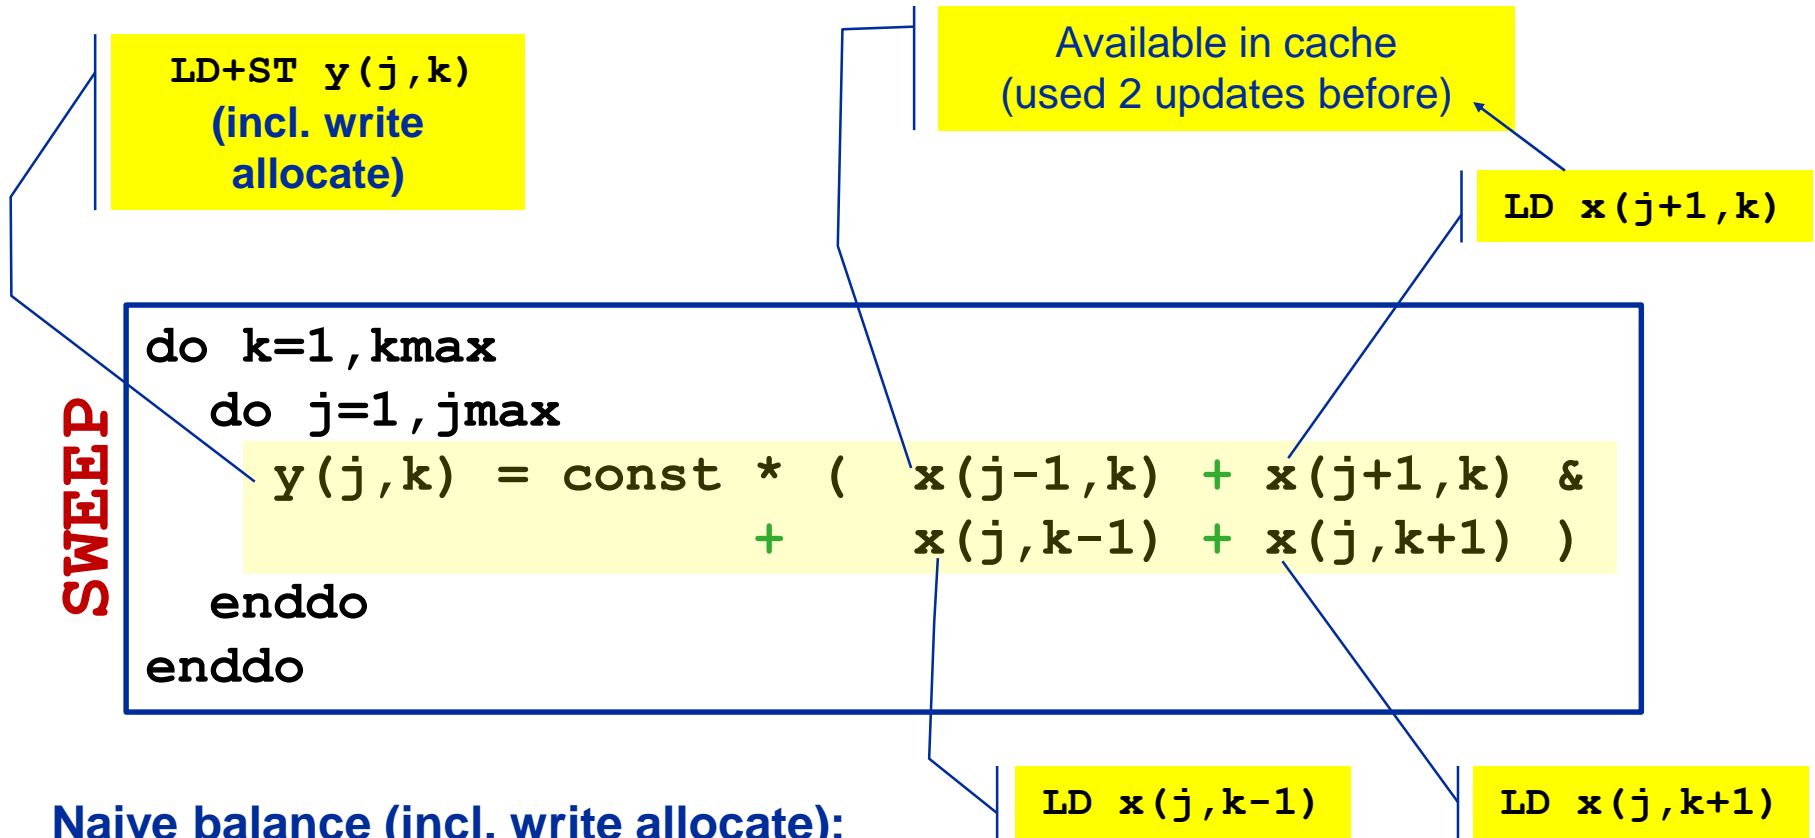 LD+ST y(j,k)
(incl. write
allocate)
Available in cache
(used 2 updates before)
LD x(j+1,k)
SWEEP
do k=1,kmax
do j=1,jmax
y(j,k) = const * ( x(j-1,k) + x(j+1,k) &
+ x(j,k-1) + x(j,k+1) )
enddo
enddo
LD x(j,k-1)
LD x(j,k+1)
Naive balance (incl. write allocate):